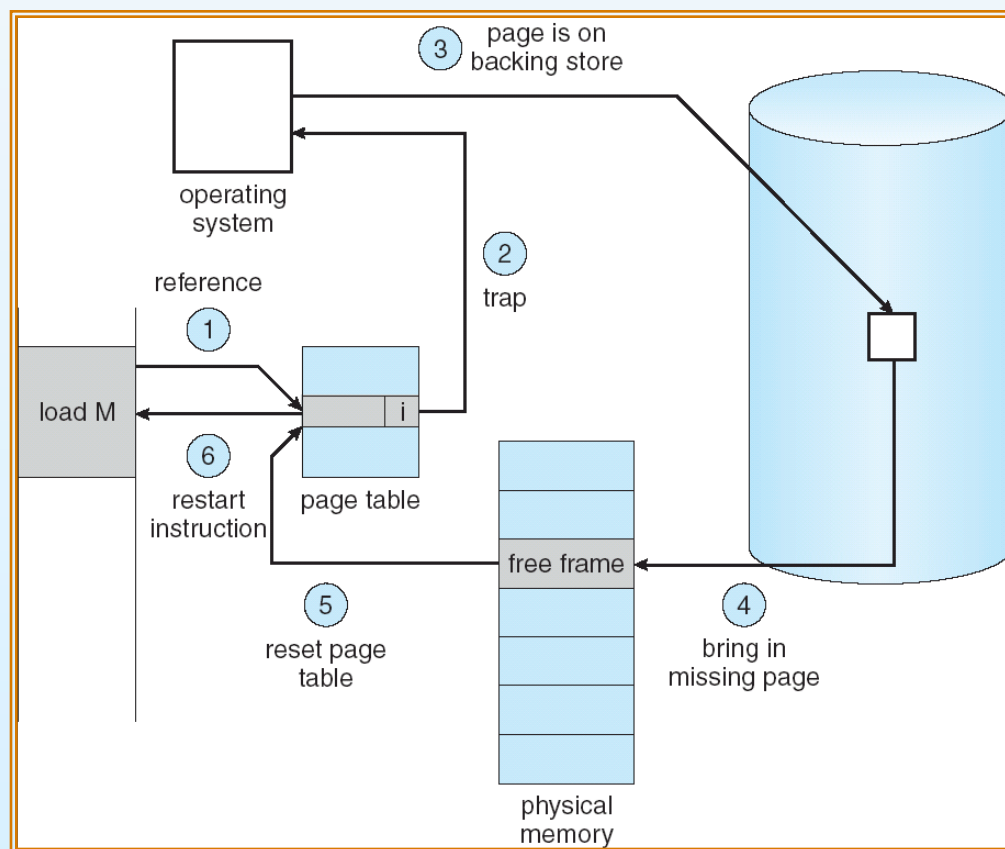 3
page is on
backing store
operating
system
2
trap
reference
1
load M
i
6
restart
instruction
page table
free frame
5
reset page
table
4
bring in
missing page
physical
memory